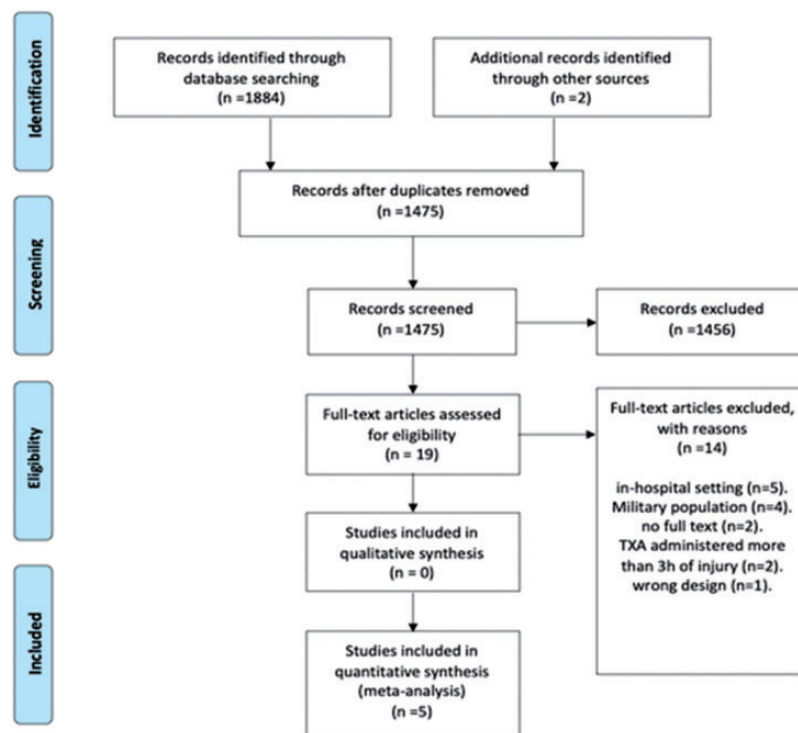 Identification
Records identified through
database searching
(n =1884)
Additional records identified
through other sources
(n =2)
Records after duplicates removed
(n =1475)
Screening
Records screened
(n =1475)
Records excluded
(n =1456)
Eligibility
Full-text articles assessed
for eligibility
(n = 19)
Full-text articles excluded,
with reasons
(n =14)
in-hospital setting (n=5).
Military population (n=4).
no full text (n=2).
TXA administered more
than 3h of injury (n=2).
wrong design (n=1).
Studies included in
qualitative synthesis
(n = 0)
Included
Studies included in
quantitative synthesis
(meta-analysis)
(n =5)